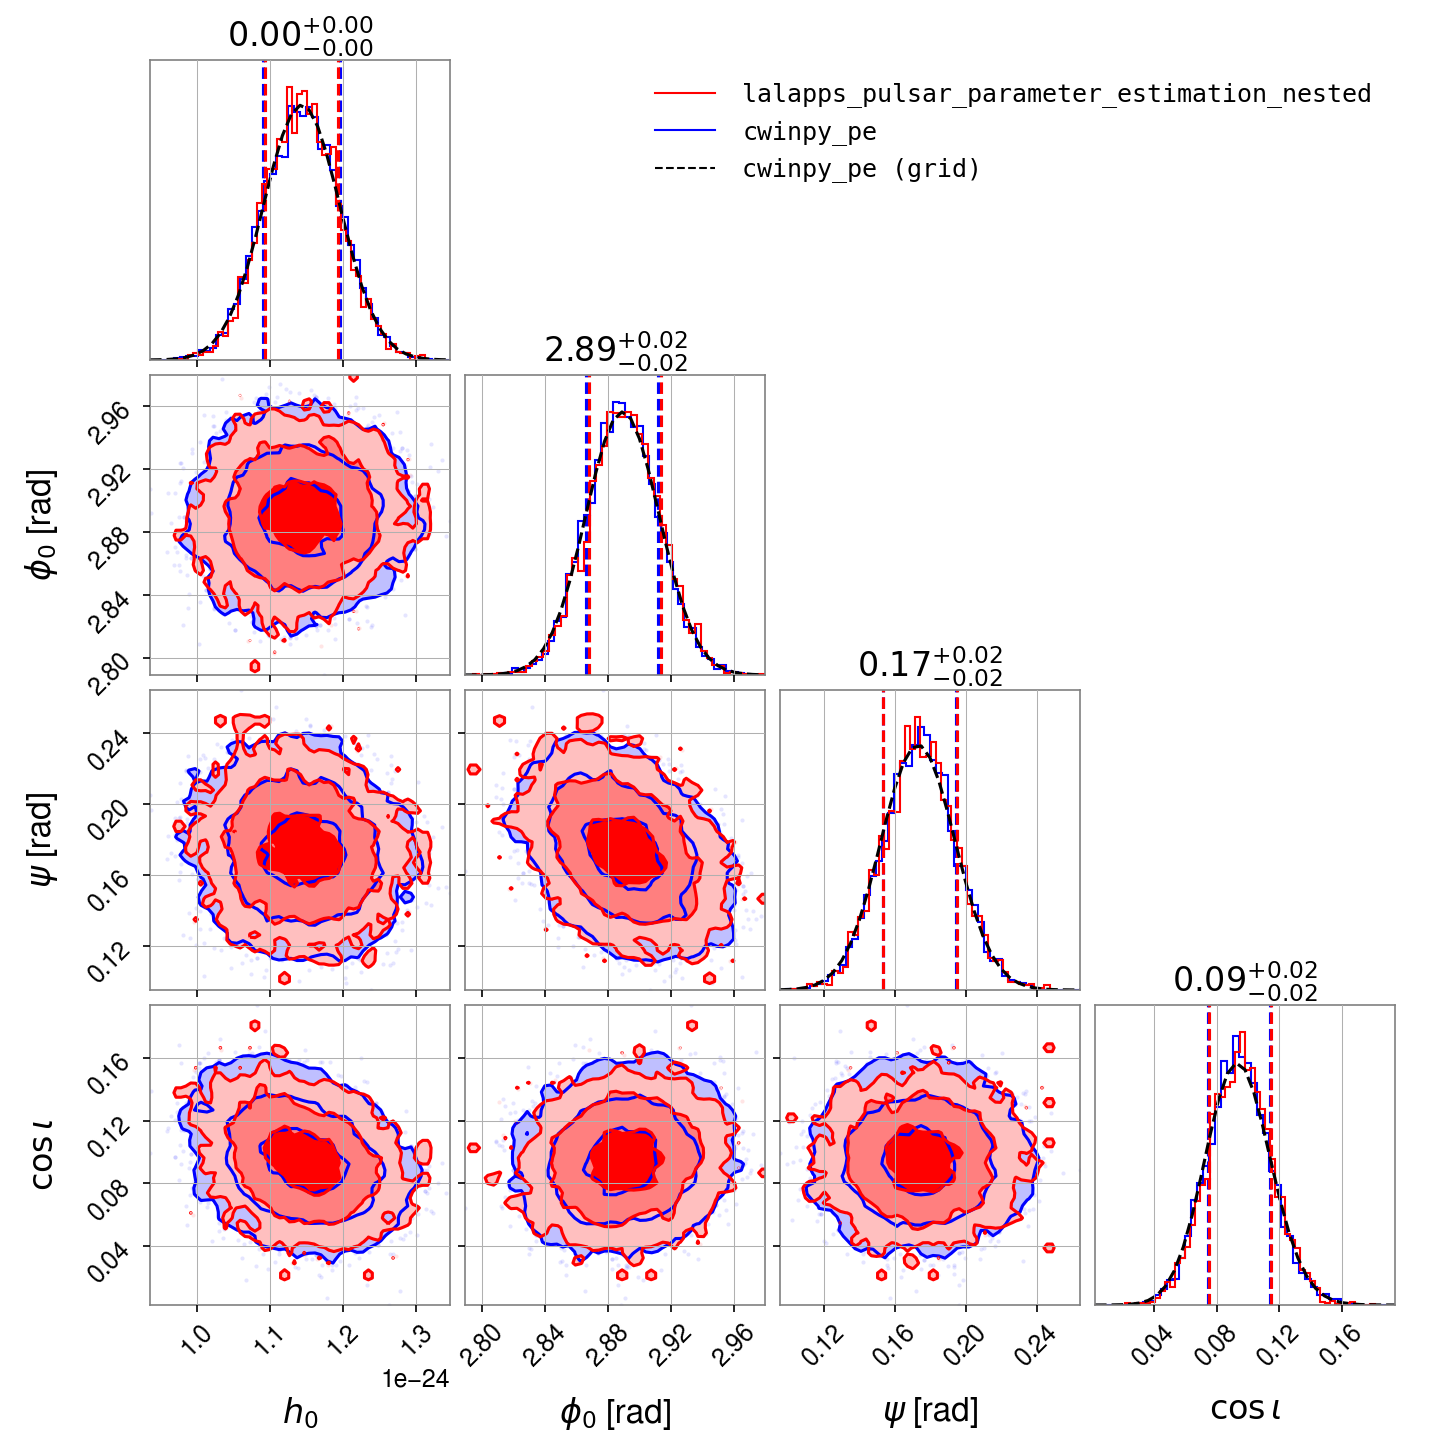 0.00+0.00−0.00
lalapps_pulsar_parameter_estimation_nested
cwinpy_pe
cwinpy_pe (grid)
2.89+0.02−0.02
2.96
2.92
2.88
2.84
2.80
ϕ0 [rad]
0.17+0.02−0.02
0.24
0.20
0.16
0.12
ψ [rad]
0.09+0.02−0.02
0.16
0.12
0.08
0.04
cos ι
1.0 1.1 1.2 1.3
1e−24
h0
2.80 2.84 2.88 2.92 2.96
ϕ0 [rad]
0.12 0.16 0.20 0.24
ψ [rad]
0.04 0.08 0.12 0.16
cos ι